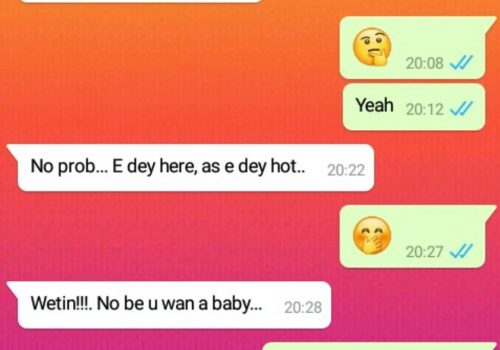 🤔 20:08
Yeah 20:12
No prob... E dey here, as e dey hot.. 20:22
🤭 20:27
Wetin!!!. No be u wan a baby... 20:28